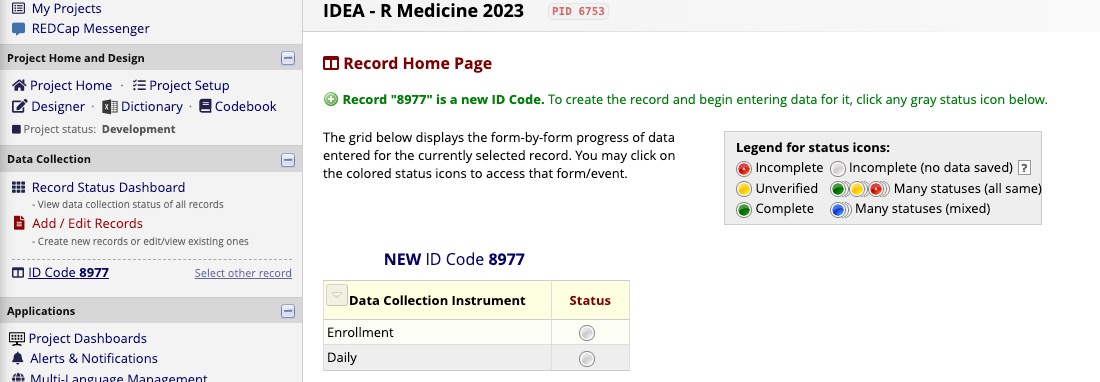 My Projects
REDCap Messenger
Project Home and Design
Project Home · Project Setup
Designer · Dictionary · Codebook
Project status: Development
Data Collection
Record Status Dashboard
- View data collection status of all records
Add / Edit Records
- Create new records or edit/view existing ones
ID Code 8977 Select other record
Applications
Project Dashboards
Alerts & Notifications
Multi-Language Management
IDEA - R Medicine 2023 PID 6753
Record Home Page
Record "8977" is a new ID Code. To create the record and begin entering data for it, click any gray status icon below.
The grid below displays the form-by-form progress of data
entered for the currently selected record. You may click on
the colored status icons to access that form/event.
Legend for status icons:
Incomplete Incomplete (no data saved) ?
Unverified Many statuses (all same)
Complete Many statuses (mixed)
NEW ID Code 8977
Data Collection Instrument Status
Enrollment
Daily